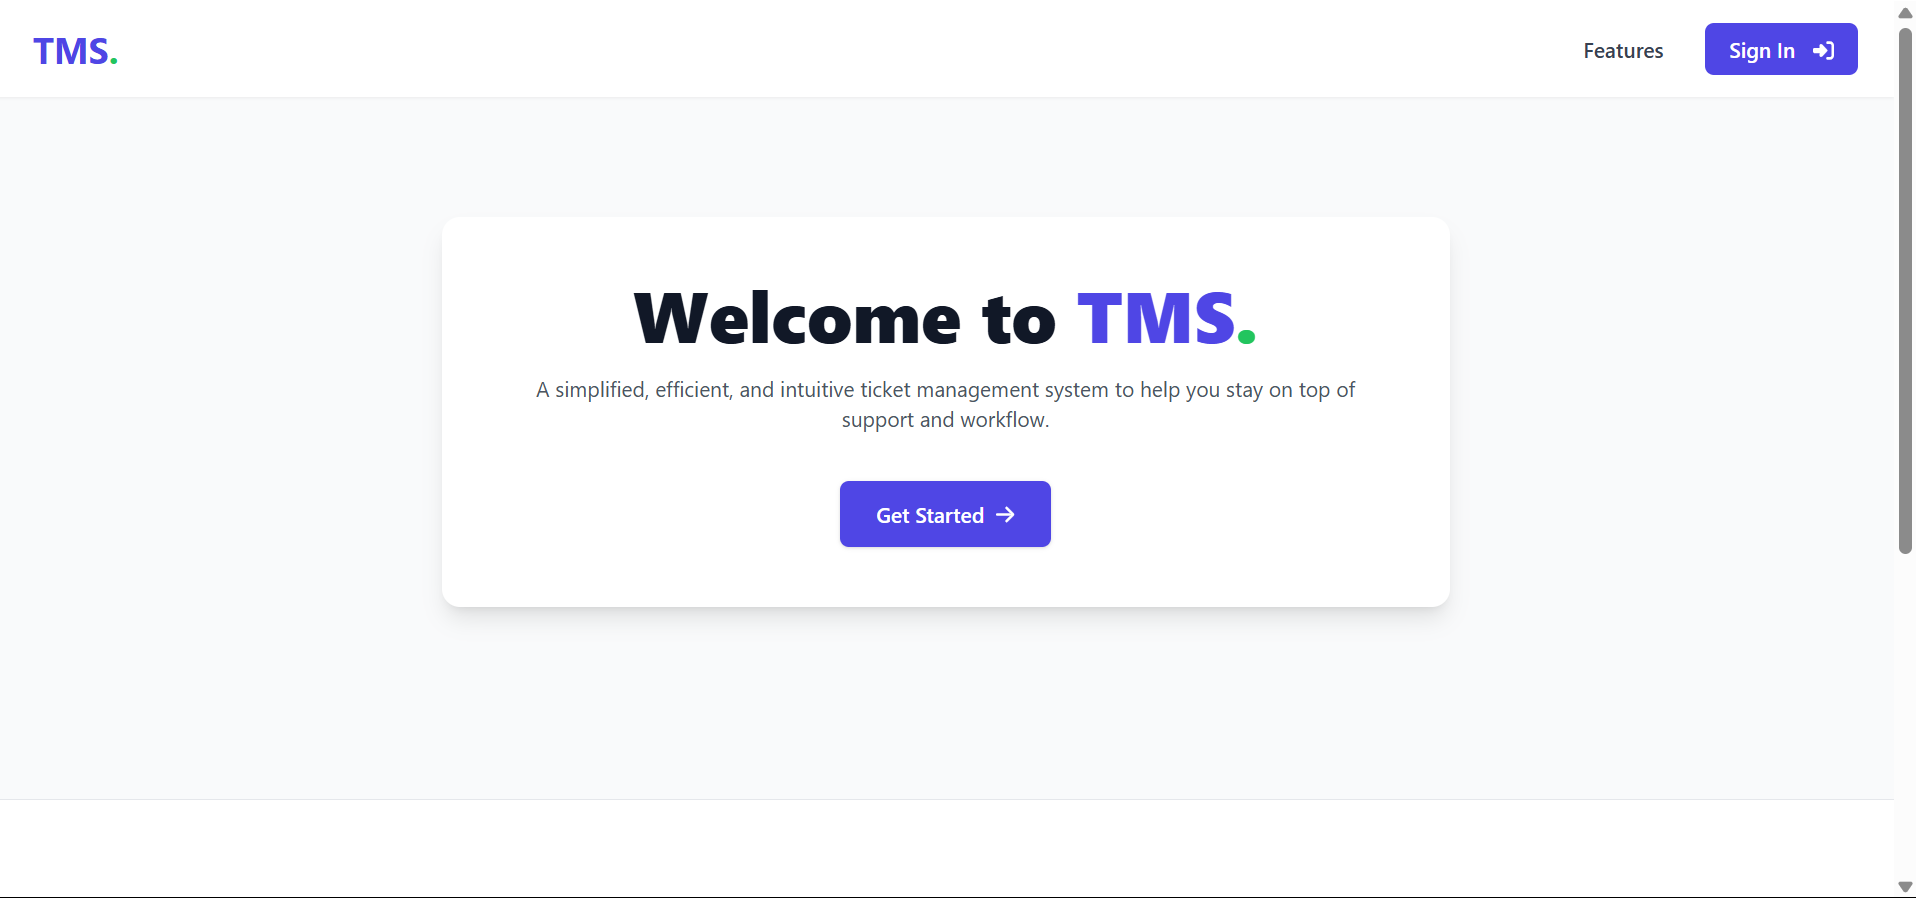 TMS.
Features
Sign In
Welcome to TMS.
A simplified, efficient, and intuitive ticket management system to help you stay on top of
support and workflow.
Get Started